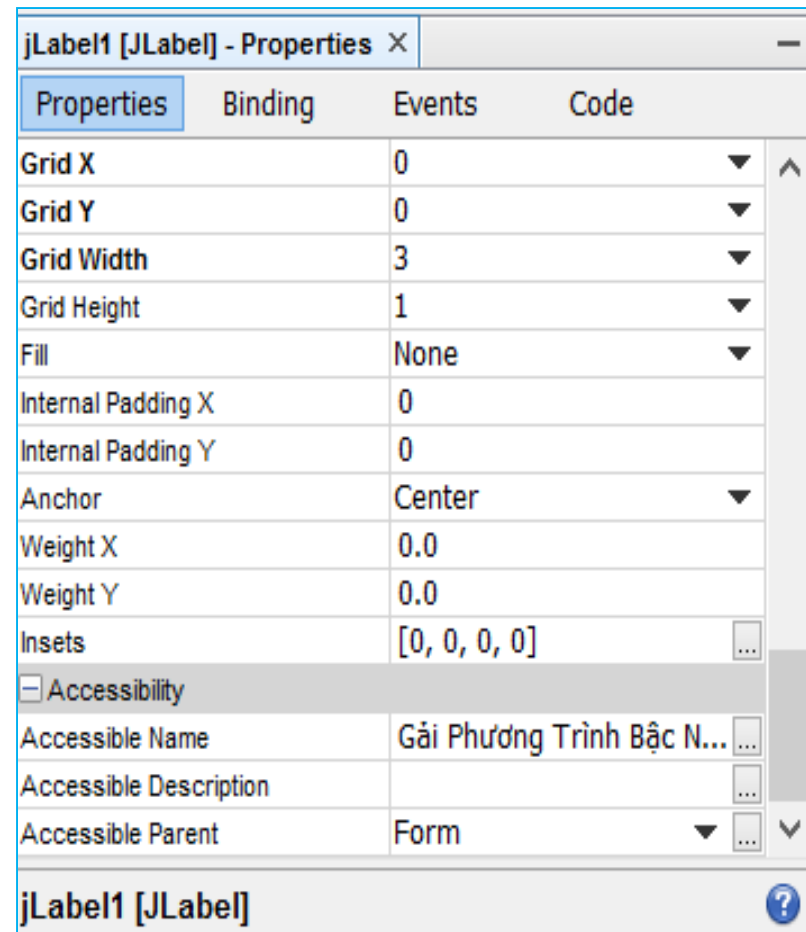 jLabel1 [JLabel] - Properties
Properties Binding Events Code
Grid X 0
Grid Y 0
Grid Width 3
Grid Height 1
Fill None
Internal Padding X 0
Internal Padding Y 0
Anchor Center
Weight X 0.0
Weight Y 0.0
Insets [0, 0, 0, 0] ...
Accessibility
Accessible Name Gải Phương Trình Bậc N... ...
Accessible Description ...
Accessible Parent Form ...
jLabel1 [JLabel] ?